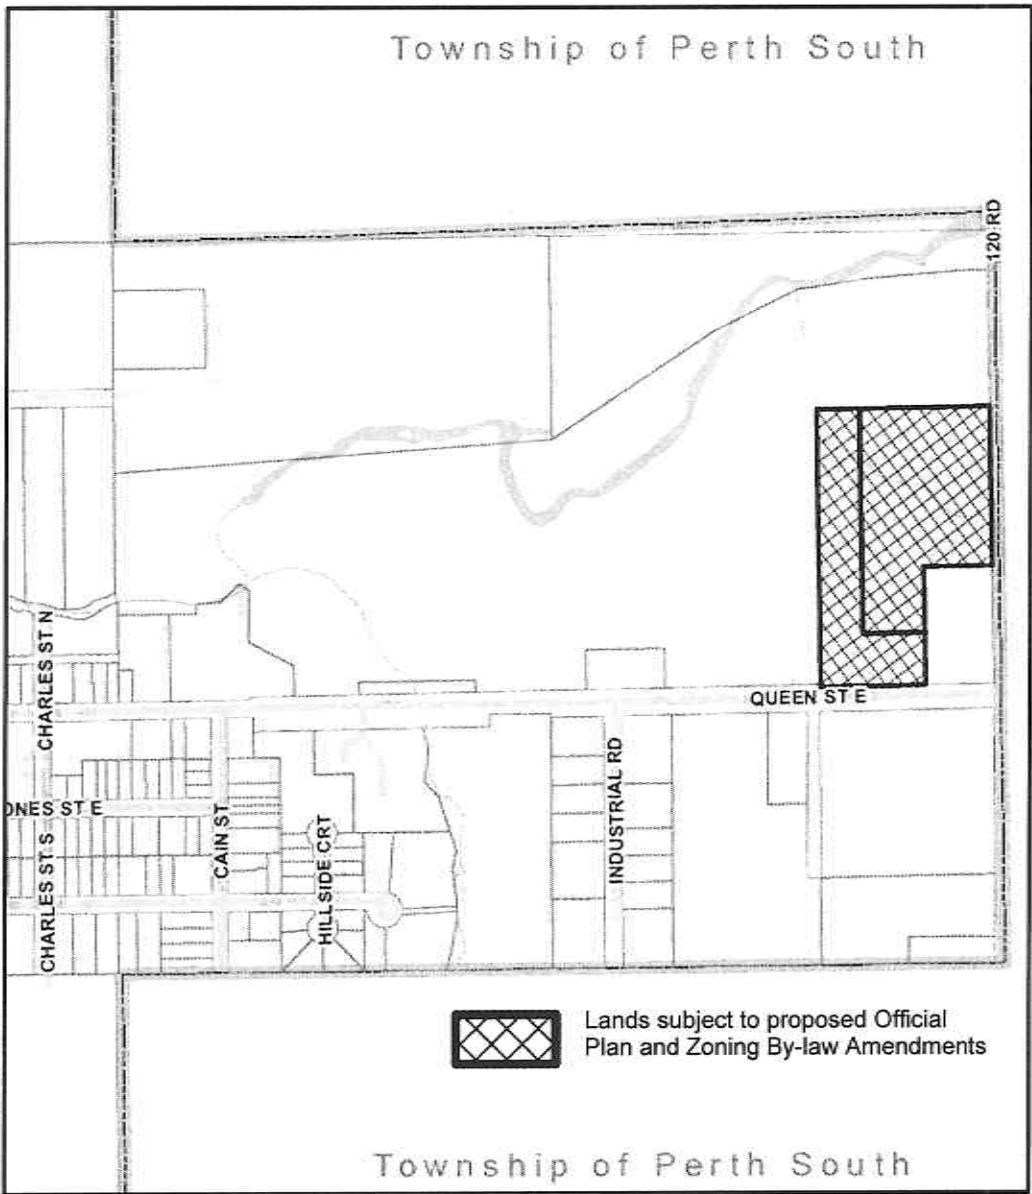 Township of Perth South
120 RD
CHARLES ST N
QUEEN ST E
ONES ST E
CHARLES ST S
CAIN ST
HILLSIDE CRT
INDUSTRIAL RD
Lands subject to proposed Official
Plan and Zoning By-law Amendments
Township of Perth South